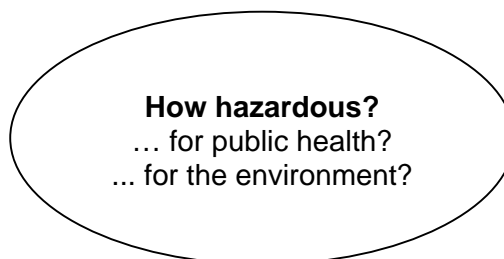 How hazardous?
… for public health?
... for the environment?